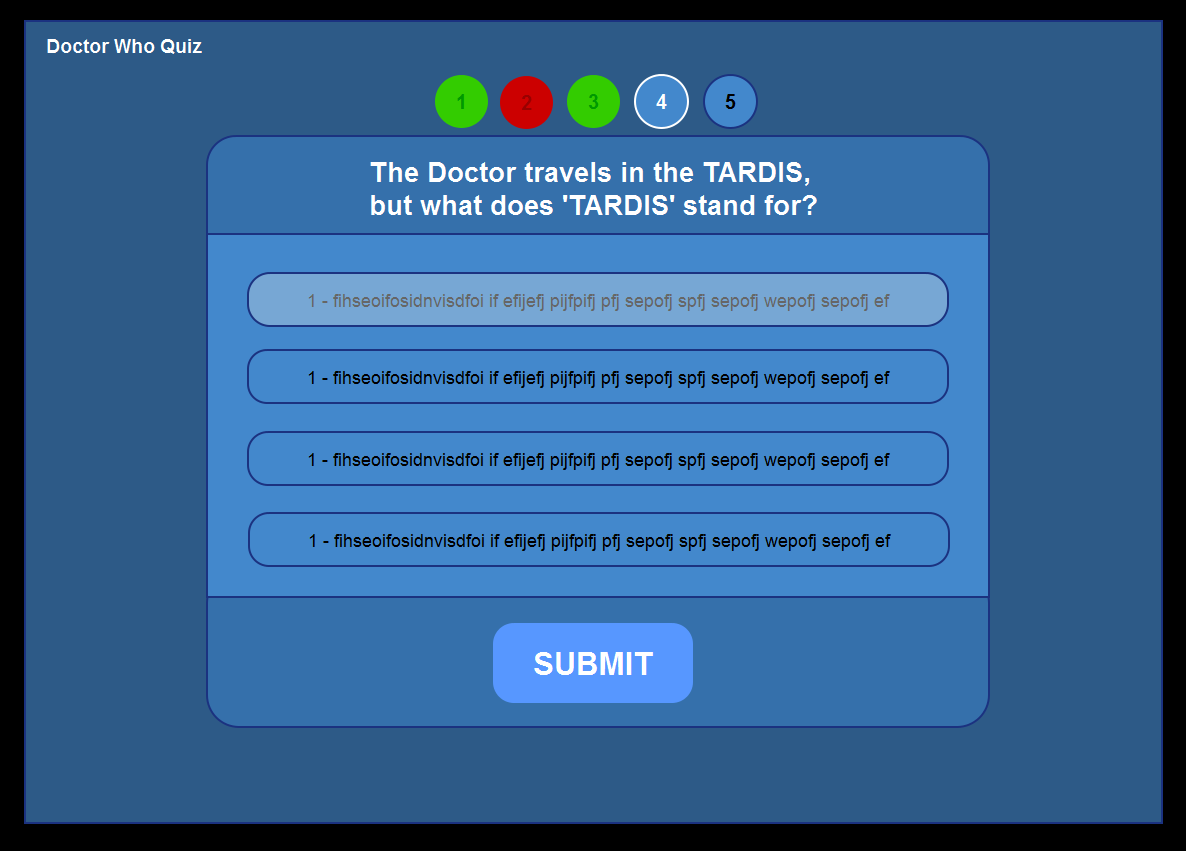 Doctor Who Quiz
1 2 3 4 5
The Doctor travels in the TARDIS,
but what does 'TARDIS' stand for?
1 - fihseoifosidnvisdfoi if efijefj pijfpifj pfj sepofj spfj sepofj wepofj sepofj ef
1 - fihseoifosidnvisdfoi if efijefj pijfpifj pfj sepofj spfj sepofj wepofj sepofj ef
1 - fihseoifosidnvisdfoi if efijefj pijfpifj pfj sepofj spfj sepofj wepofj sepofj ef
1 - fihseoifosidnvisdfoi if efijefj pijfpifj pfj sepofj spfj sepofj wepofj sepofj ef
SUBMIT